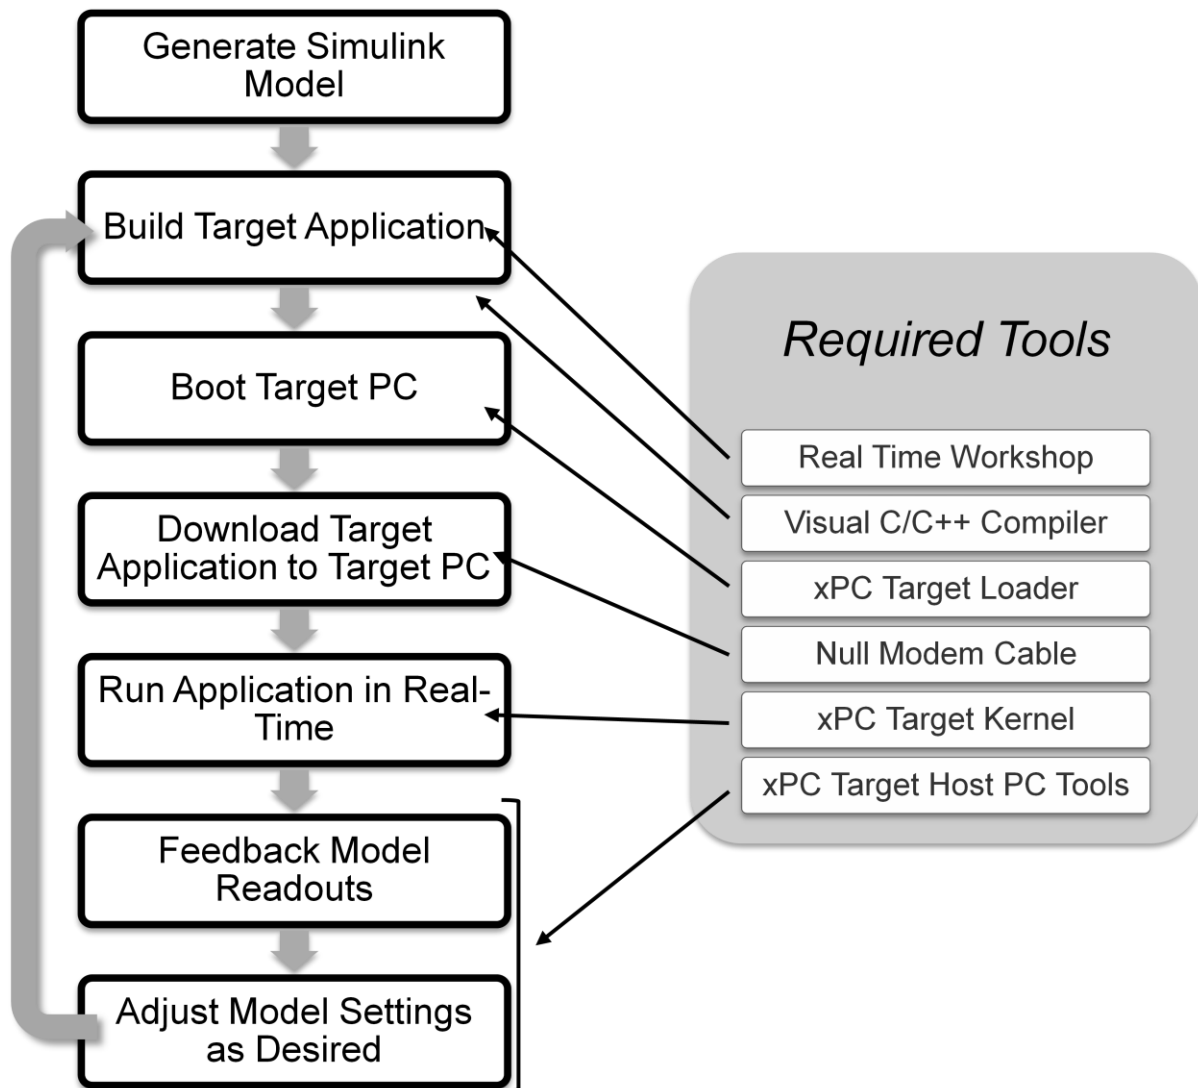 Generate Simulink
Model
Build Target Application
Boot Target PC
Download Target
Application to Target PC
Run Application in Real-
Time
Feedback Model
Readouts
Adjust Model Settings
as Desired
Required Tools
Real Time Workshop
Visual C/C++ Compiler
xPC Target Loader
Null Modem Cable
xPC Target Kernel
xPC Target Host PC Tools